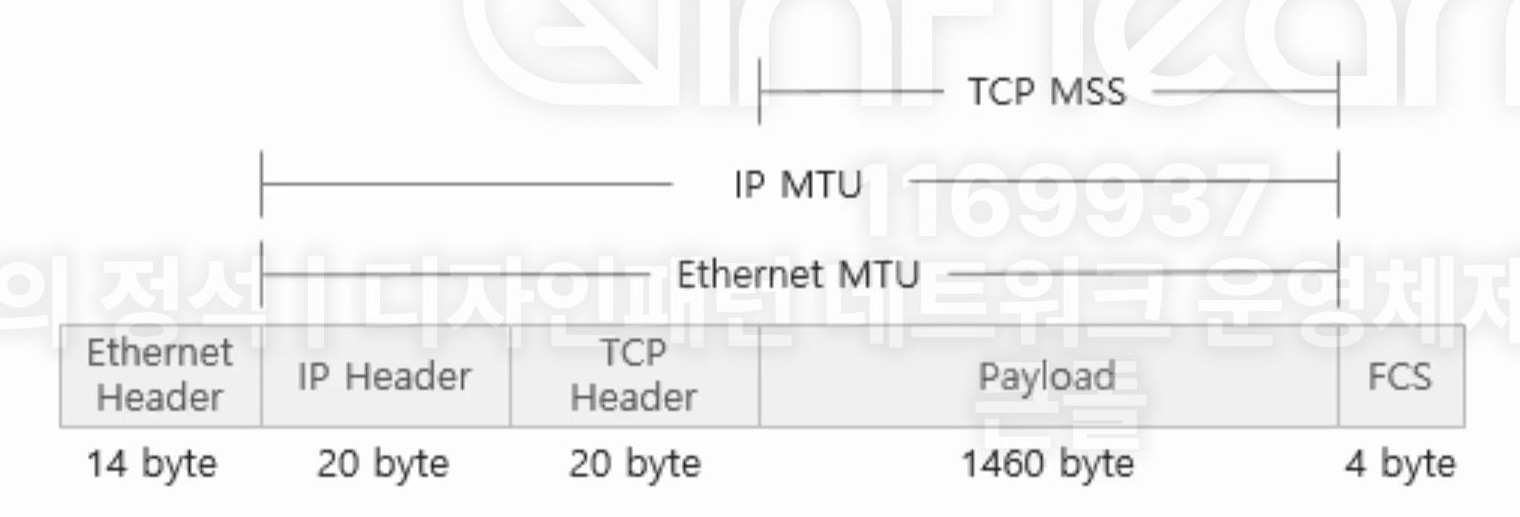 inflearn
TCP MSS
IP MTU
1169937
Ethernet MTU
의 정석 | 디자인패턴 네트워크 운영체제
Ethernet
Header
IP Header
TCP
Header
Payload
FCS
큰돌
14 byte
20 byte
20 byte
1460 byte
4 byte